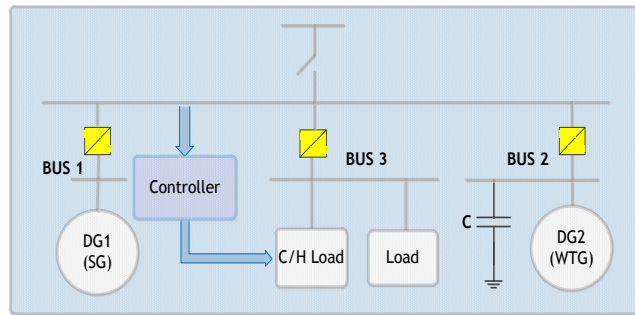 BUS 1
BUS 3
BUS 2
Controller
DG1
(SG)
C/H Load
Load
C
DG2
(WTG)